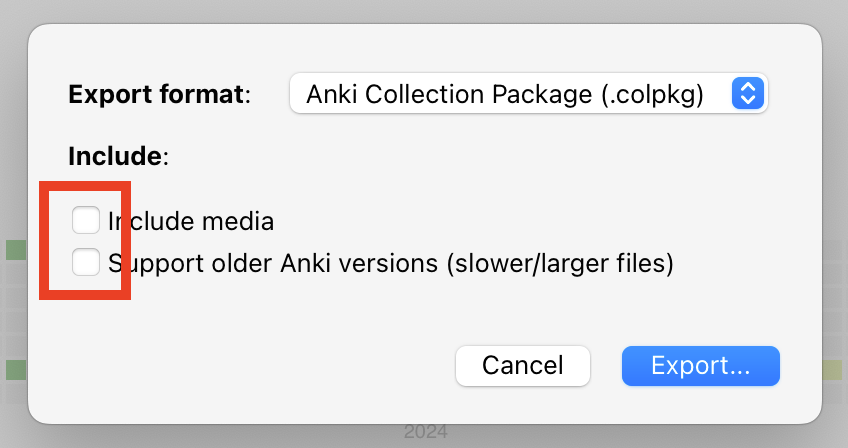 Export format: Anki Collection Package (.colpkg)
Include:
Include media
Support older Anki versions (slower/larger files)
Cancel Export...
2024